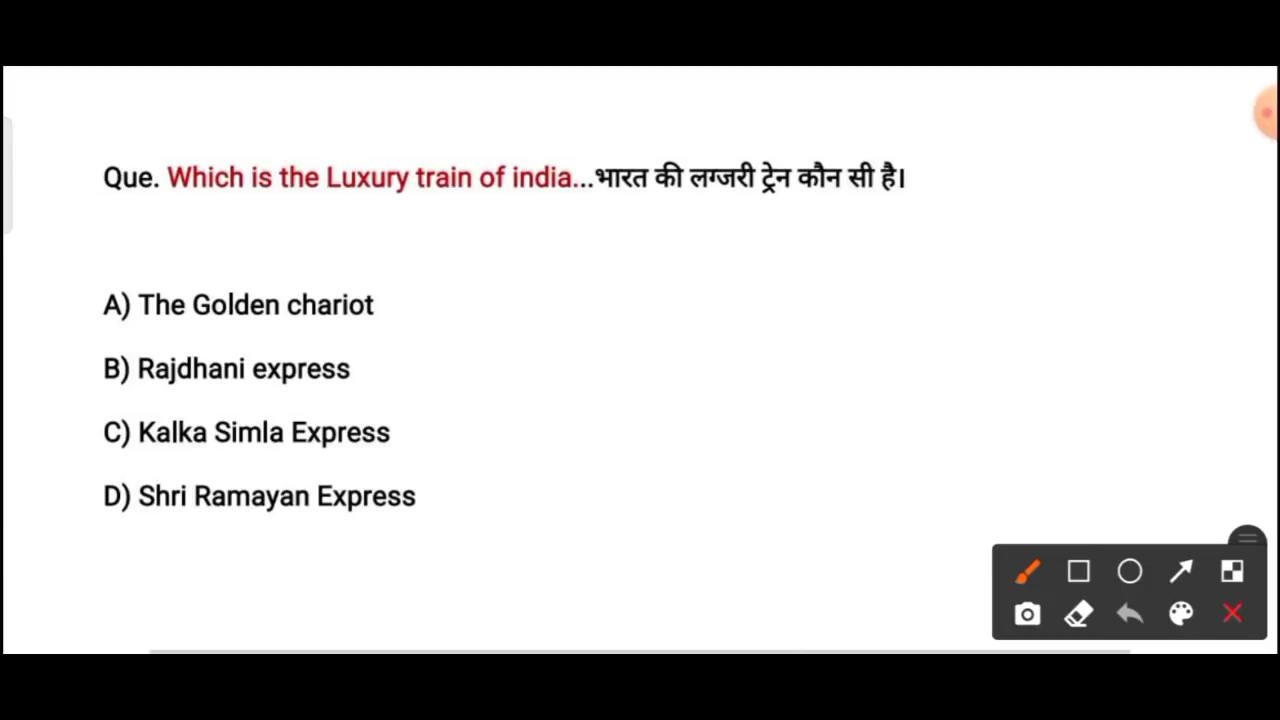 Que. Which is the Luxury train of india...भारत की लग्जरी ट्रेन कौन सी है।
A) The Golden chariot
B) Rajdhani express
C) Kalka Simla Express
D) Shri Ramayan Express